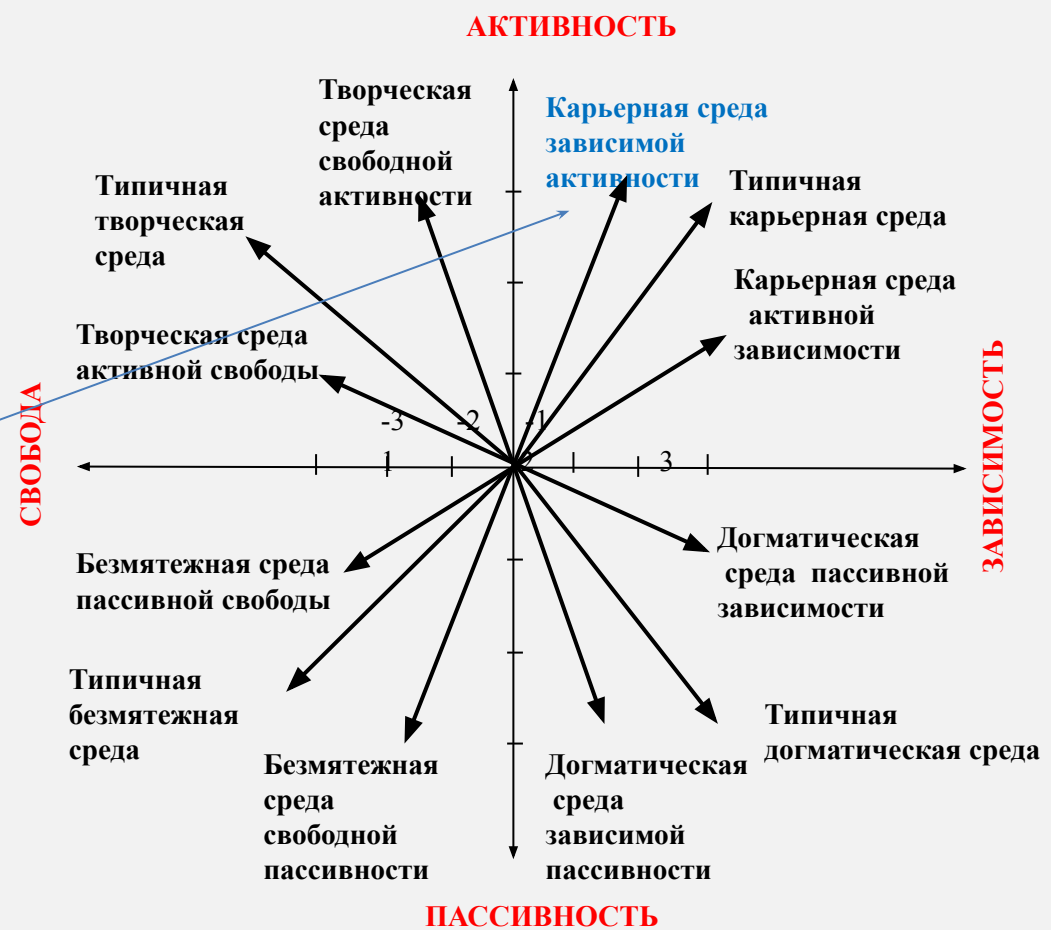 АКТИВНОСТЬ
Творческая
среда
свободной
активности
Карьерная среда
зависимой
активности
Типичная
творческая
среда
Типичная
карьерная среда
Карьерная среда
активной
зависимости
Творческая среда
активной свободы
СВОБОДА
ЗАВИСИМОСТЬ
-3 -2 -1
1 2 3
Безмятежная среда
пассивной свободы
Догматическая
среда пассивной
зависимости
Типичная
безмятежная
среда
Типичная
догматическая среда
Безмятежная
среда
свободной
пассивности
Догматическая
среда
зависимой
пассивности
ПАССИВНОСТЬ